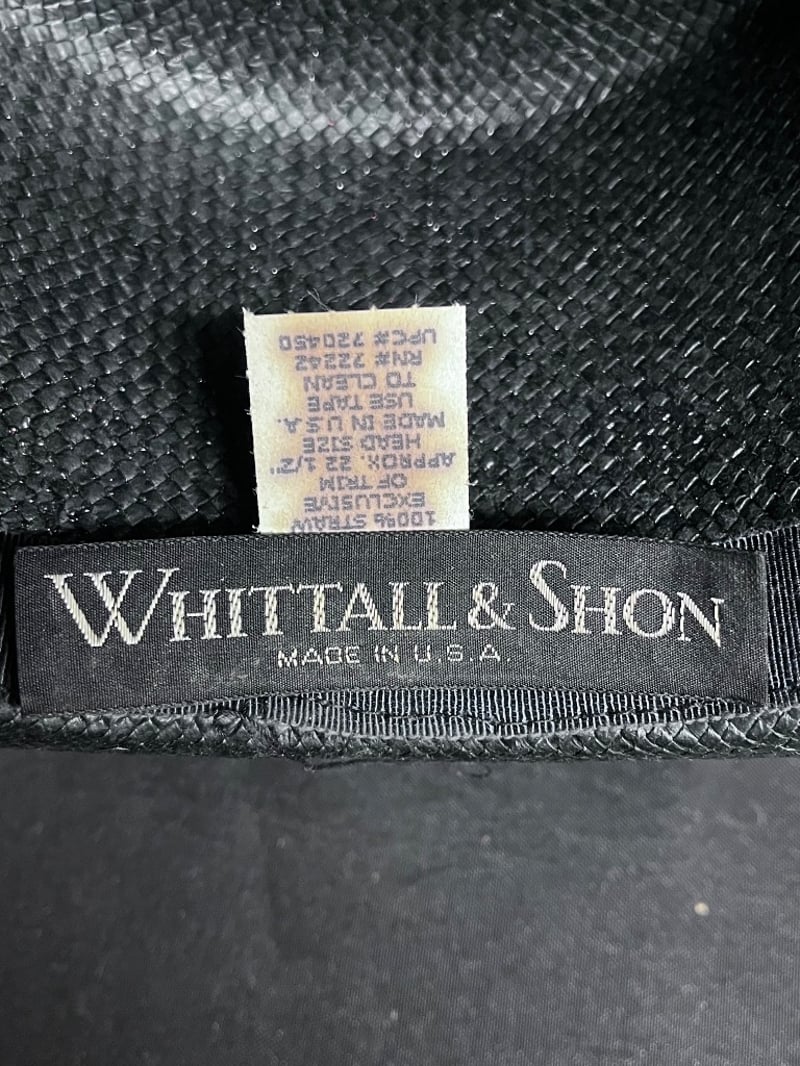 100% STRAW
EXCLUSIVE
OF TRIM
APPROX. 22 1/2"
HEAD SIZE
MADE IN U.S.A.
USE TAPE
TO CLEAN
RN# 72242
UPC# 720450
WHITTALL & SHON
MADE IN U.S.A.